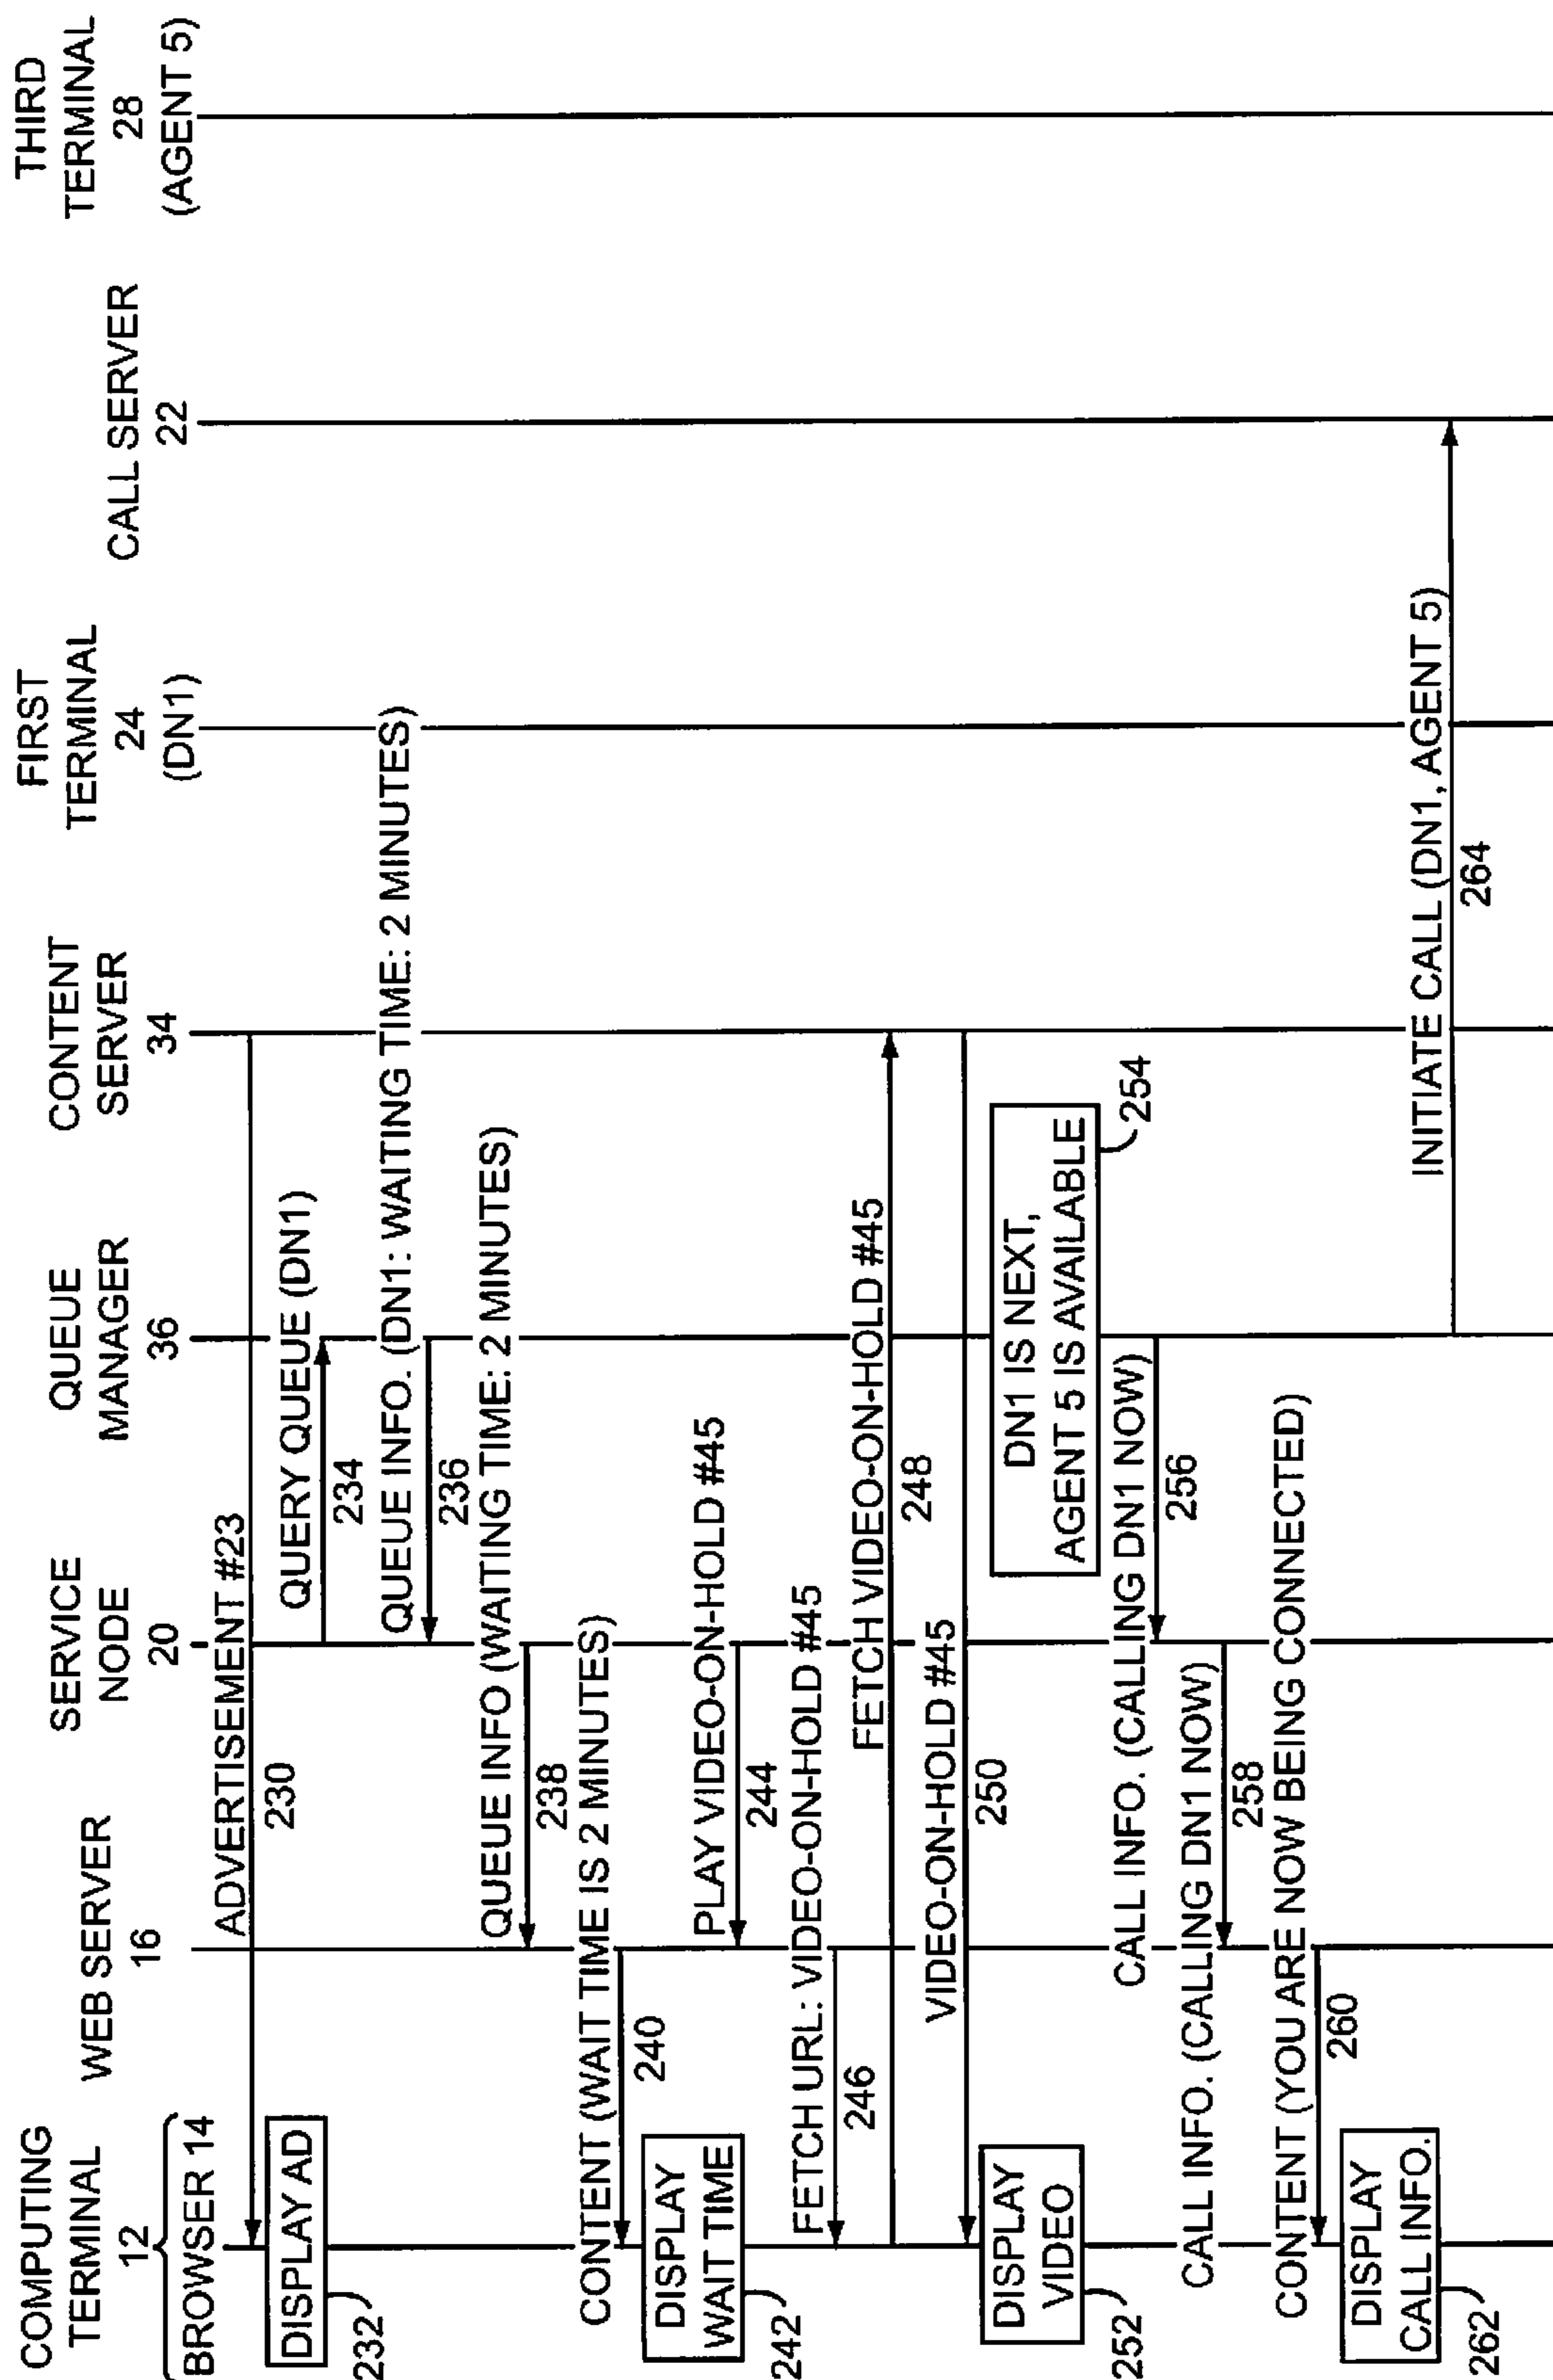 COMPUTING
TERMINAL
12
BROWSER 14
WEB SERVER
16
SERVICE
NODE
20
QUEUE
MANAGER
36
CONTENT
SERVER
34
FIRST
TERMINAL
24
(DN1)
CALL SERVER
22
THIRD
TERMINAL
28
(AGENT 5)
ADVERTISEMENT #23
230
DISPLAY AD
232
QUERY QUEUE (DN1)
234
QUEUE INFO. (DN1: WAITING TIME: 2 MINUTES)
236
QUEUE INFO (WAITING TIME: 2 MINUTES)
238
CONTENT (WAIT TIME IS 2 MINUTES)
240
DISPLAY
WAIT TIME
242
PLAY VIDEO-ON-HOLD #45
244
FETCH URL: VIDEO-ON-HOLD #45
246
FETCH VIDEO-ON-HOLD #45
248
VIDEO-ON-HOLD #45
250
DISPLAY
VIDEO
252
DN1 IS NEXT,
AGENT 5 IS AVAILABLE
254
CALL INFO. (CALLING DN1 NOW)
256
CALL INFO. (CALLING DN1 NOW)
258
CONTENT (YOU ARE NOW BEING CONNECTED)
260
DISPLAY
CALL INFO.
262
INITIATE CALL (DN1, AGENT 5)
264